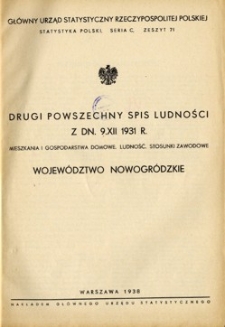 GŁÓWNY URZĄD STATYSTYCZNY RZECZYPOSPOLITEJ POLSKIEJ
STATYSTYKA POLSKI, SERIA C, ZESZYT 71
DRUGI POWSZECHNY SPIS LUDNOŚCI
Z DN. 9.XII 1931 R.
MIESZKANIA I GOSPODARSTWA DOMOWE. LUDNOŚĆ. STOSUNKI ZAWODOWE
WOJEWÓDZTWO NOWOGRÓDZKIE
WARSZAWA 1938
NAKŁADEM GŁÓWNEGO URZĘDU STATYSTYCZNEGO